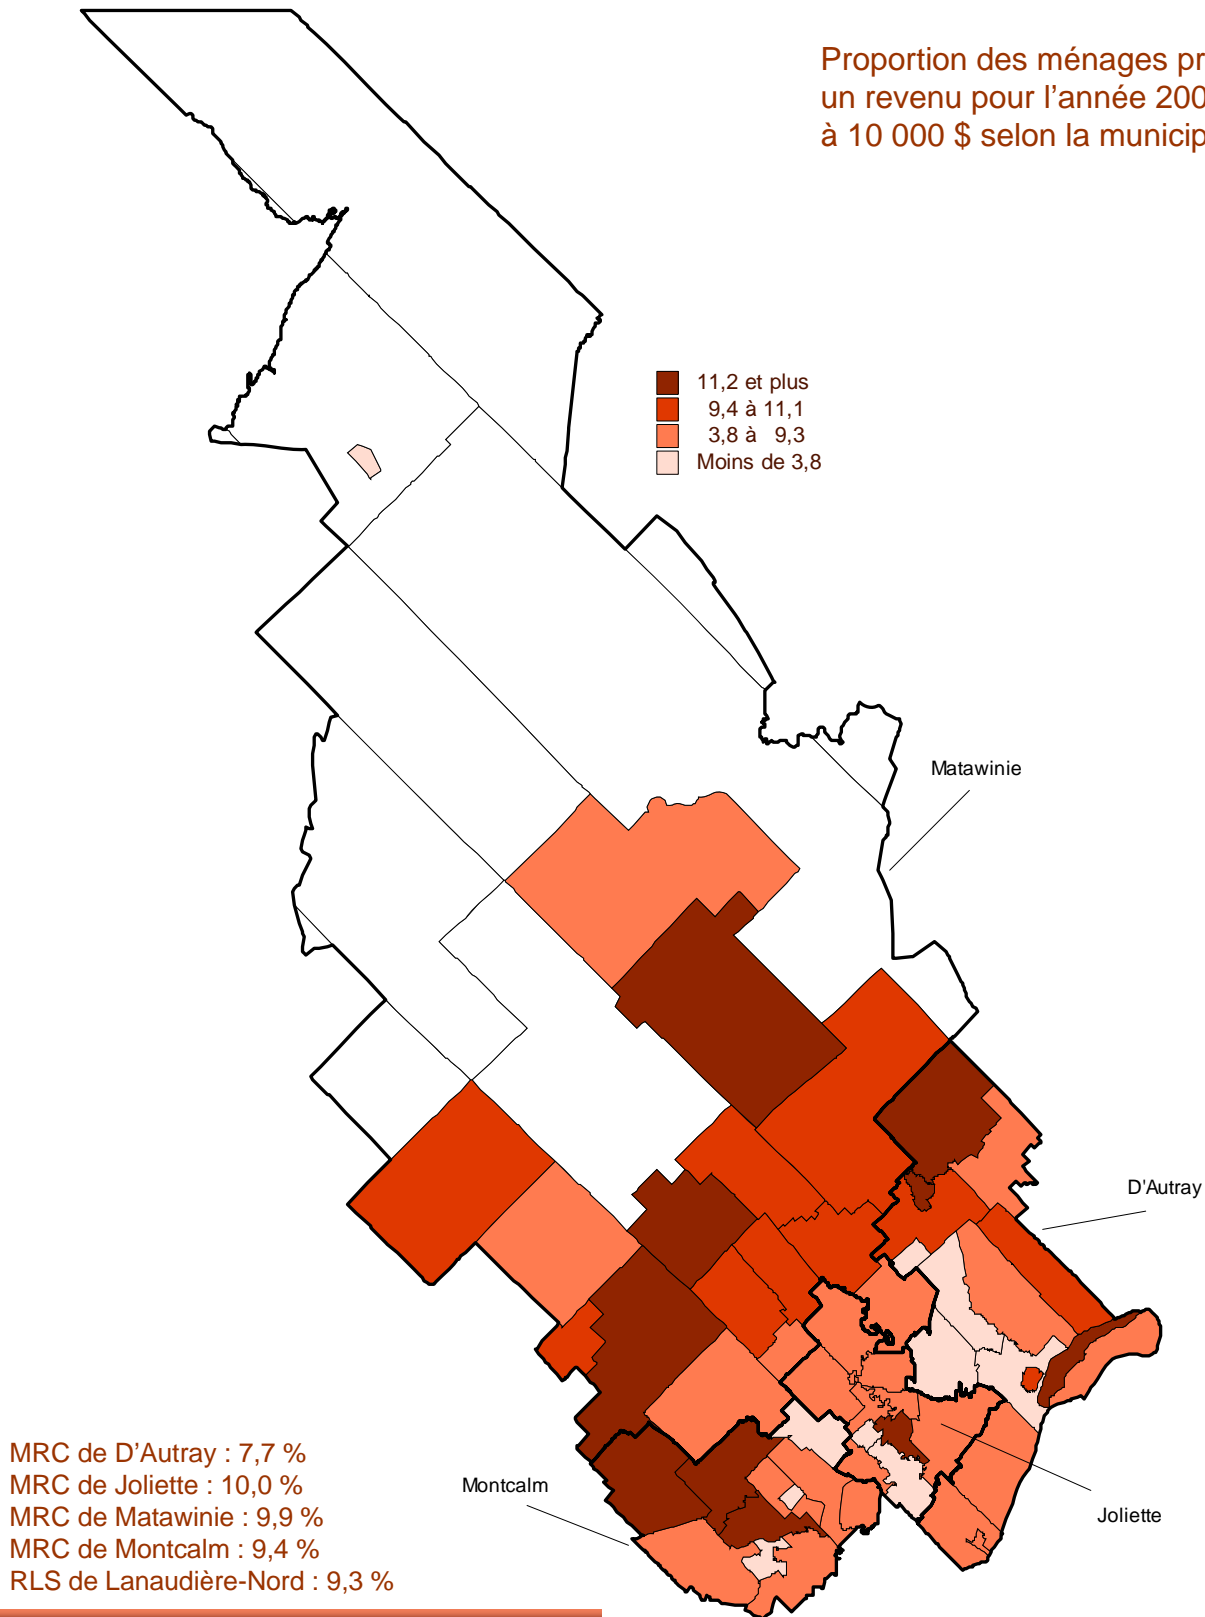 Proportion des ménages pr
un revenu pour l'année 200
à 10 000 $ selon la municip
11,2 et plus
9,4 à 11,1
3,8 à 9,3
Moins de 3,8
Matawinie
D'Autray
Montcalm
Joliette
MRC de D'Autray : 7,7 %
MRC de Joliette : 10,0 %
MRC de Matawinie : 9,9 %
MRC de Montcalm : 9,4 %
RLS de Lanaudière-Nord : 9,3 %